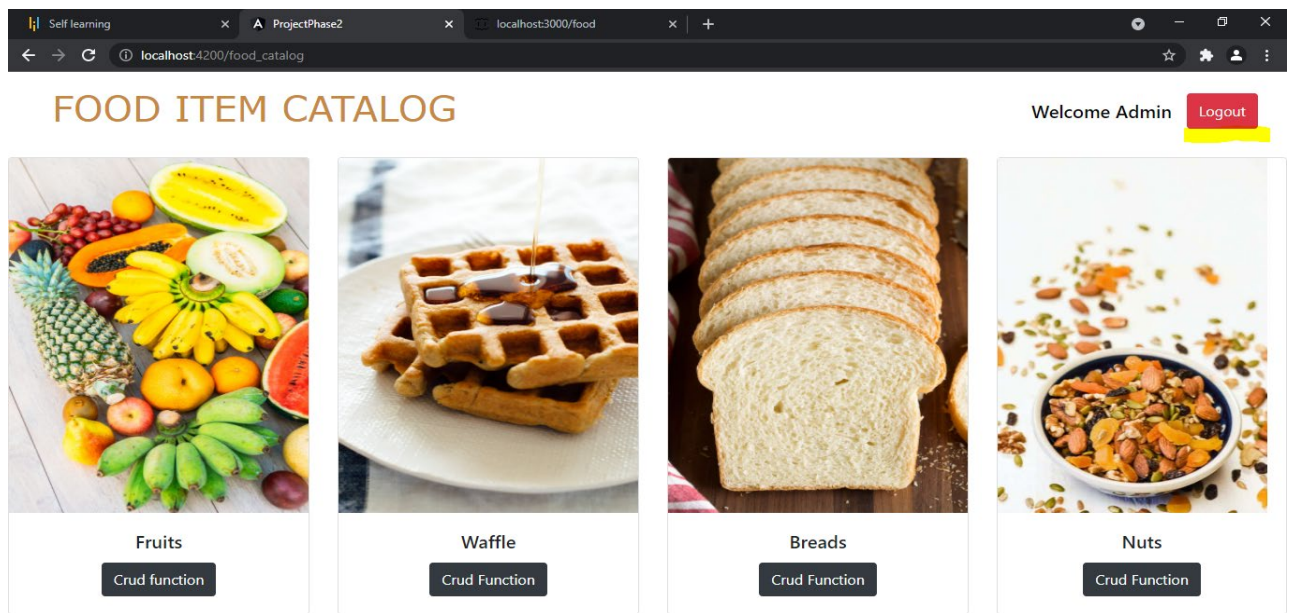 Self learning
ProjectPhase2
localhost:3000/food
localhost:4200/food_catalog
FOOD ITEM CATALOG
Welcome Admin
Logout
Fruits
Waffle
Breads
Nuts
Crud function
Crud Function
Crud Function
Crud Function